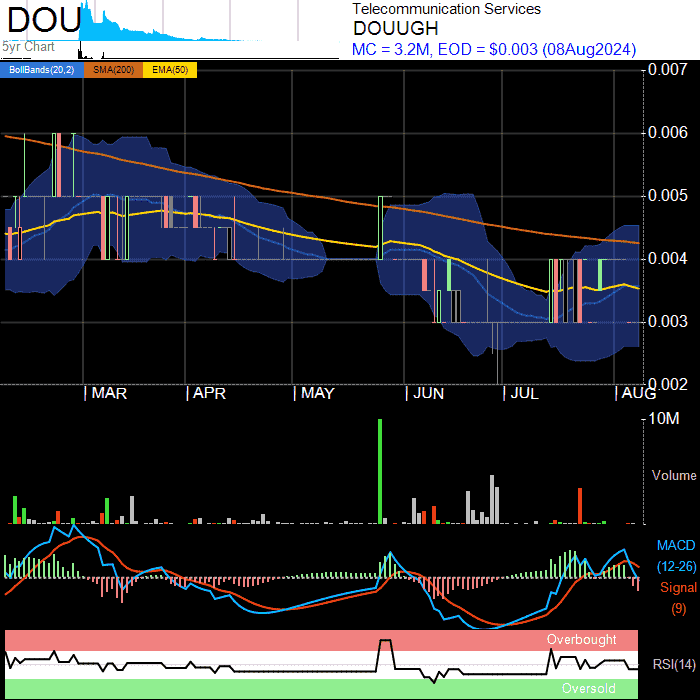 DOU
5yr Chart
Telecommunication Services
DOUUGH
MC = 3.2M, EOD = $0.003 (08Aug2024)
BollBands(20,2) SMA(200) EMA(50)
0.007
0.006
0.005
0.004
0.003
0.002
| MAR | APR | MAY | JUN | JUL | AUG
10M
Volume
MACD
(12-26)
Signal
(9)
Overbought
RSI(14)
Oversold